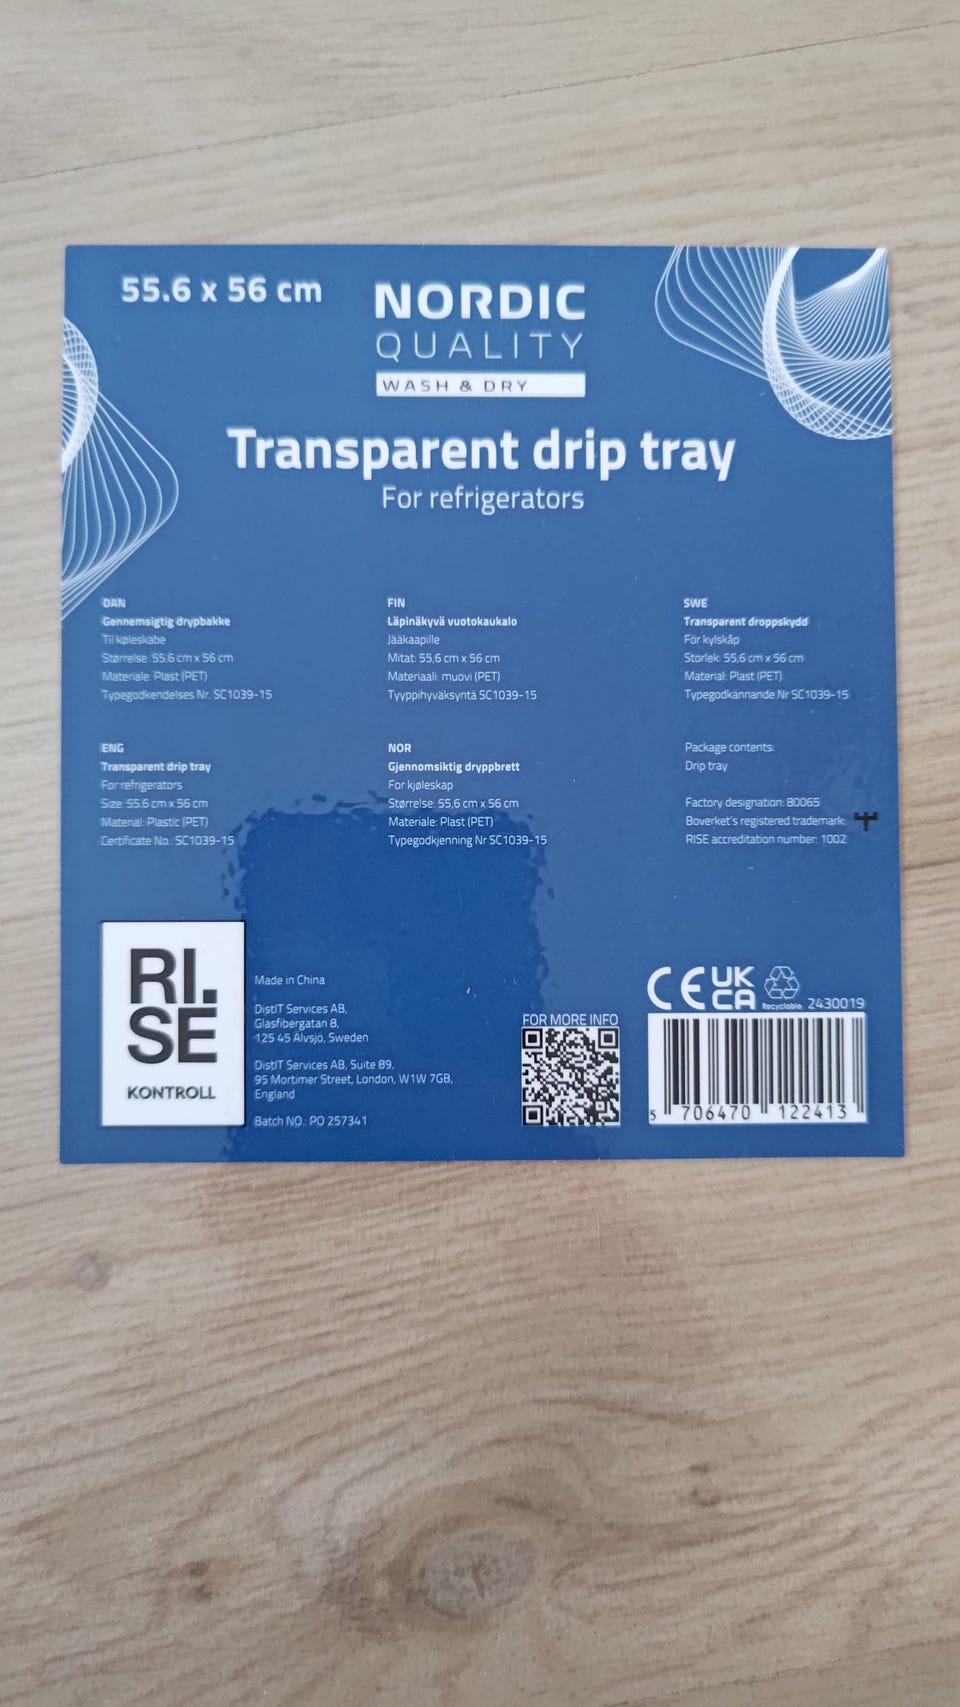 55.6 x 56 cm
NORDIC
QUALITY
WASH & DRY
Transparent drip tray
For refrigerators
DAN
Gennemsigtig drypbakke
Til køleskabe
Størrelse: 55,6 cm x 56 cm
Materiale: Plast (PET)
Typegodkendelses Nr. SC1039-15
FIN
Läpinäkyvä vuotokaukalo
Jääkaapille
Mitat: 55,6 cm x 56 cm
Materiaali: muovi (PET)
Tyyppihyväksyntä SC1039-15
SWE
Transparent droppskydd
För kylskåp
Storlek: 55,6 cm x 56 cm
Material: Plast (PET)
Typegodkännande Nr SC1039-15
ENG
Transparent drip tray
For refrigerators
Size: 55.6 cm x 56 cm
Material: Plastic (PET)
Certificate No.: SC1039-15
NOR
Gjennomsiktig dryppbrett
For kjøleskap
Størrelse: 55,6 cm x 56 cm
Materiale: Plast (PET)
Typegodkjenning Nr SC1039-15
Package contents:
Drip tray
Factory designation: 80065
Boverket's registered trademark:
RISE accreditation number: 1002
RI.
SE
KONTROLL
Made in China
DistIT Services AB,
Glasfibergatan 8,
125 45 Älvsjö, Sweden
DistIT Services AB, Suite 89,
95 Mortimer Street, London, W1W 7GB,
England
Batch NO.: PO 257341
FOR MORE INFO
CE UK
CA
Recyclable 2430019
5 706470 122413